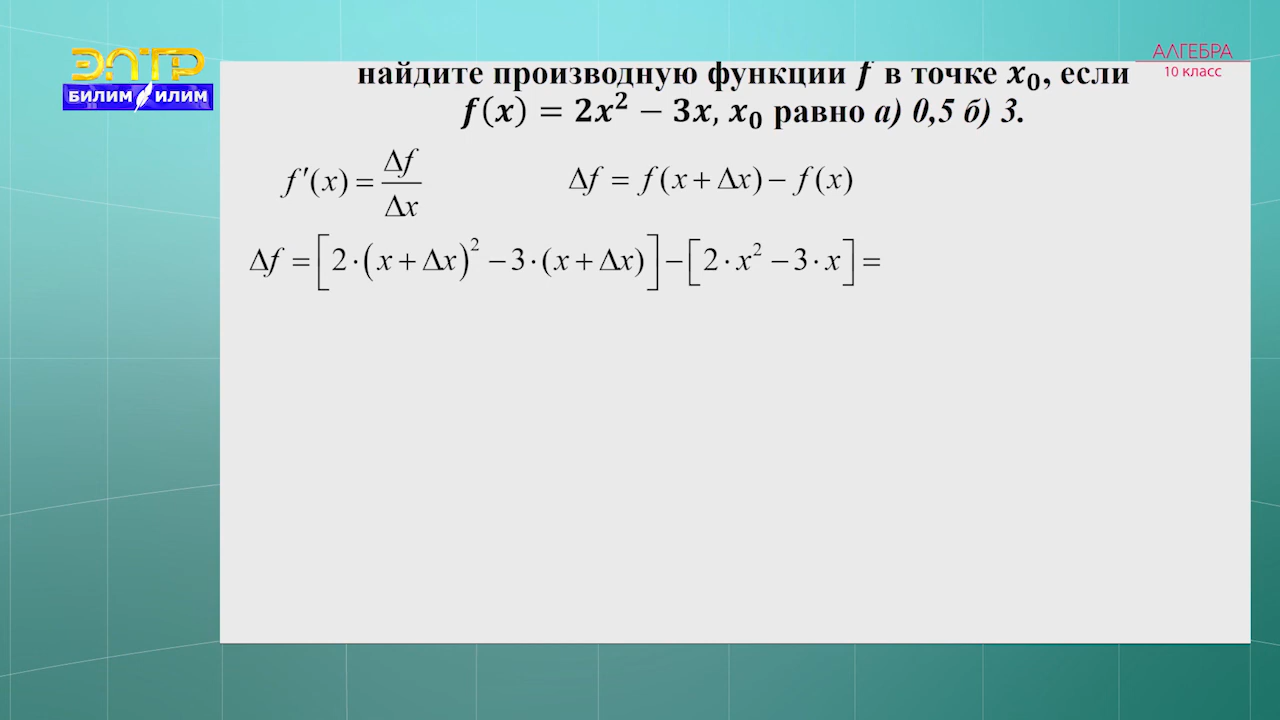 ЭЛТР
БИЛИМ ИЛИМ
АЛГЕБРА
10 класс
найдите производную функции f в точке x₀, если
f(x) = 2x² − 3x, x₀ равно а) 0,5 б) 3.
f′(x) = Δf/Δx Δf = f(x + Δx) − f(x)
Δf = [2·(x + Δx)² − 3·(x + Δx)] − [2·x² − 3·x] =